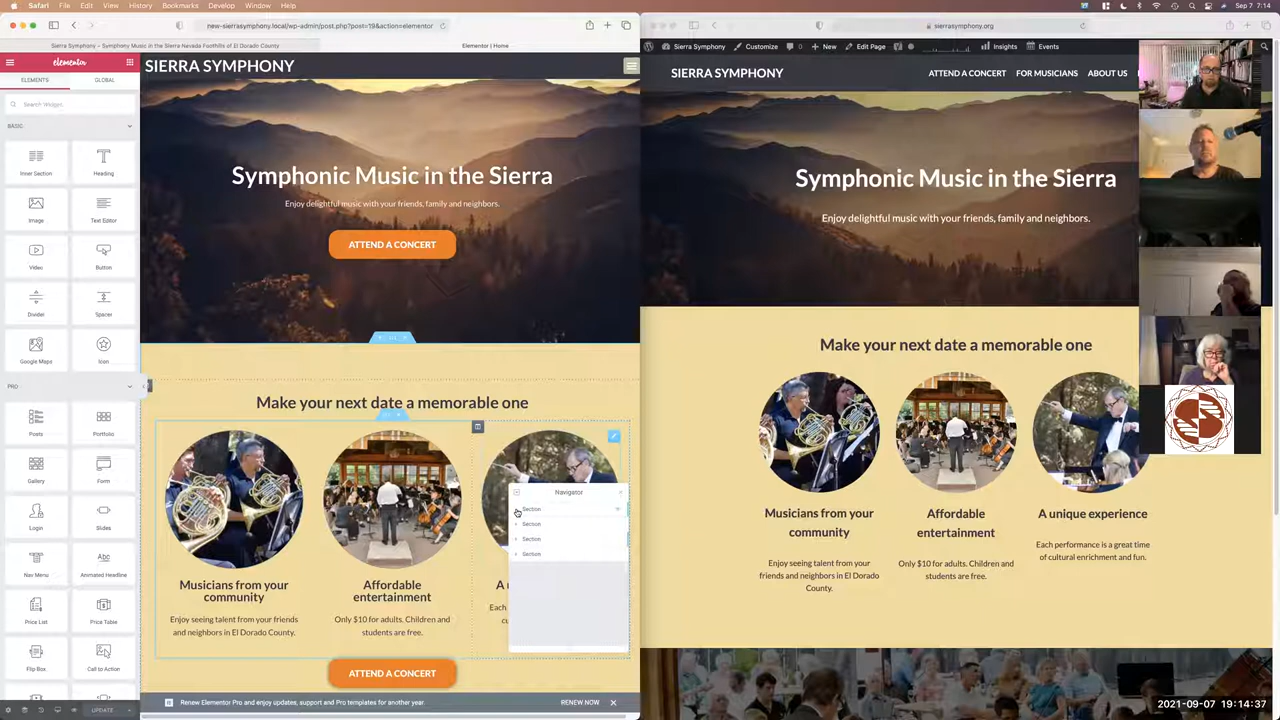 Safari File Edit View History Bookmarks Develop Window Help
Sep 7 7:14
new-sierrasymphony.local/wp-admin/post.php?post=19&action=elementor
Sierra Symphony – Symphony Music in the Sierra Nevada Foothills of El Dorado County
Elementor | Home
elementor
ELEMENTS
GLOBAL
Search Widget...
BASIC
Inner Section
Heading
Image
Text Editor
Video
Button
Divider
Spacer
Google Maps
Icon
PRO
Posts
Portfolio
Gallery
Form
Login
Slides
Nav Menu
Animated Headline
Price List
Price Table
Flip Box
Call to Action
UPDATE
SIERRA SYMPHONY
Symphonic Music in the Sierra
Enjoy delightful music with your friends, family and neighbors.
ATTEND A CONCERT
Make your next date a memorable one
Musicians from your
community
Enjoy seeing talent from your friends
and neighbors in El Dorado County.
Affordable
entertainment
Only $10 for adults. Children and
students are free.
A
Each
Navigator
Section
Section
Section
Section
ATTEND A CONCERT
Renew Elementor Pro and enjoy updates, support and Pro templates for another year.
RENEW NOW
sierrasymphony.org
Sierra Symphony
Customize
0
New
Edit Page
Insights
Events
SIERRA SYMPHONY
ATTEND A CONCERT
FOR MUSICIANS
ABOUT US
Symphonic Music in the Sierra
Enjoy delightful music with your friends, family and neighbors.
Make your next date a memorable one
Musicians from your
community
Enjoy seeing talent from your
friends and neighbors in El Dorado
County.
Affordable
entertainment
Only $10 for adults. Children and
students are free.
A unique experience
Each performance is a great time
of cultural enrichment and fun.
2021-09-07 19:14:37